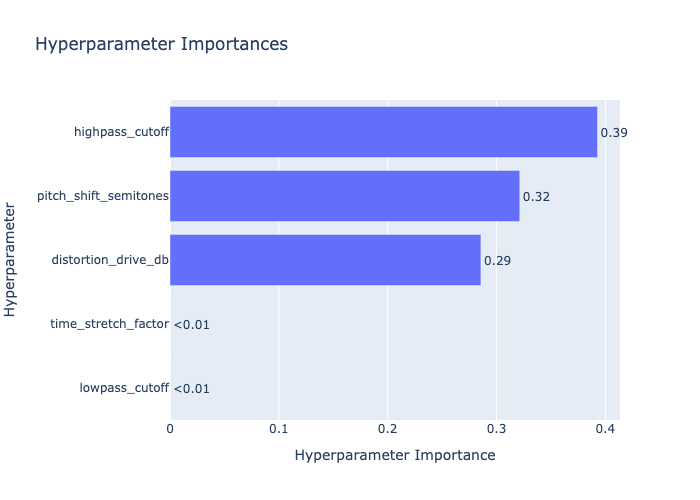 Hyperparameter Importances
Hyperparameter
highpass_cutoff 0.39
pitch_shift_semitones 0.32
distortion_drive_db 0.29
time_stretch_factor <0.01
lowpass_cutoff <0.01
0 0.1 0.2 0.3 0.4
Hyperparameter Importance